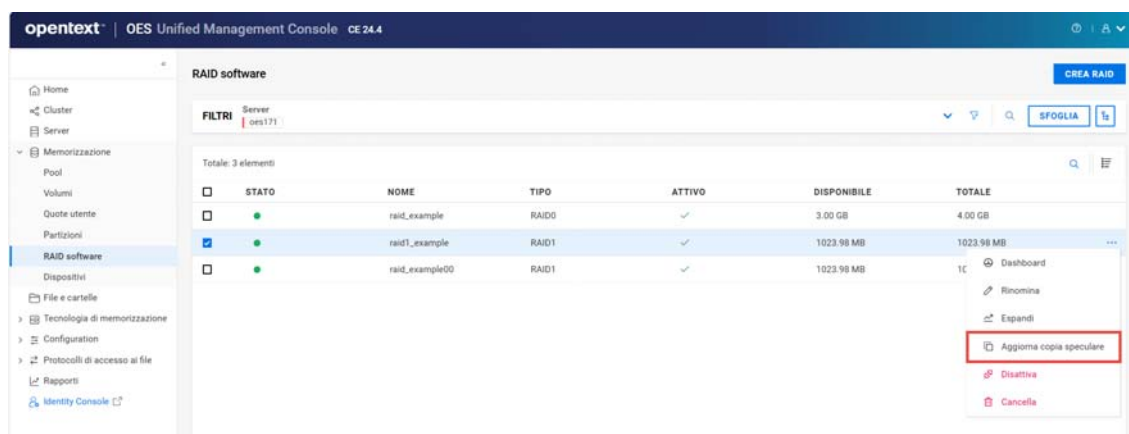 opentext™ | OES Unified Management Console CE 24.4
RAID software
CREA RAID
Home
Cluster
Server
Memorizzazione
Pool
Volumi
Quote utente
Partizioni
RAID software
Dispositivi
File e cartelle
Tecnologia di memorizzazione
Configuration
Protocolli di accesso ai file
Rapporti
Identity Console
FILTRI Server
oes171
SFOGLIA
Totale: 3 elementi
STATO NOME TIPO ATTIVO DISPONIBILE TOTALE
raid_example RAID0 3.00 GB 4.00 GB
raid1_example RAID1 1023.98 MB 1023.98 MB
raid_example00 RAID1 1023.98 MB 10
Dashboard
Rinomina
Espandi
Aggiorna copia speculare
Disattiva
Cancella